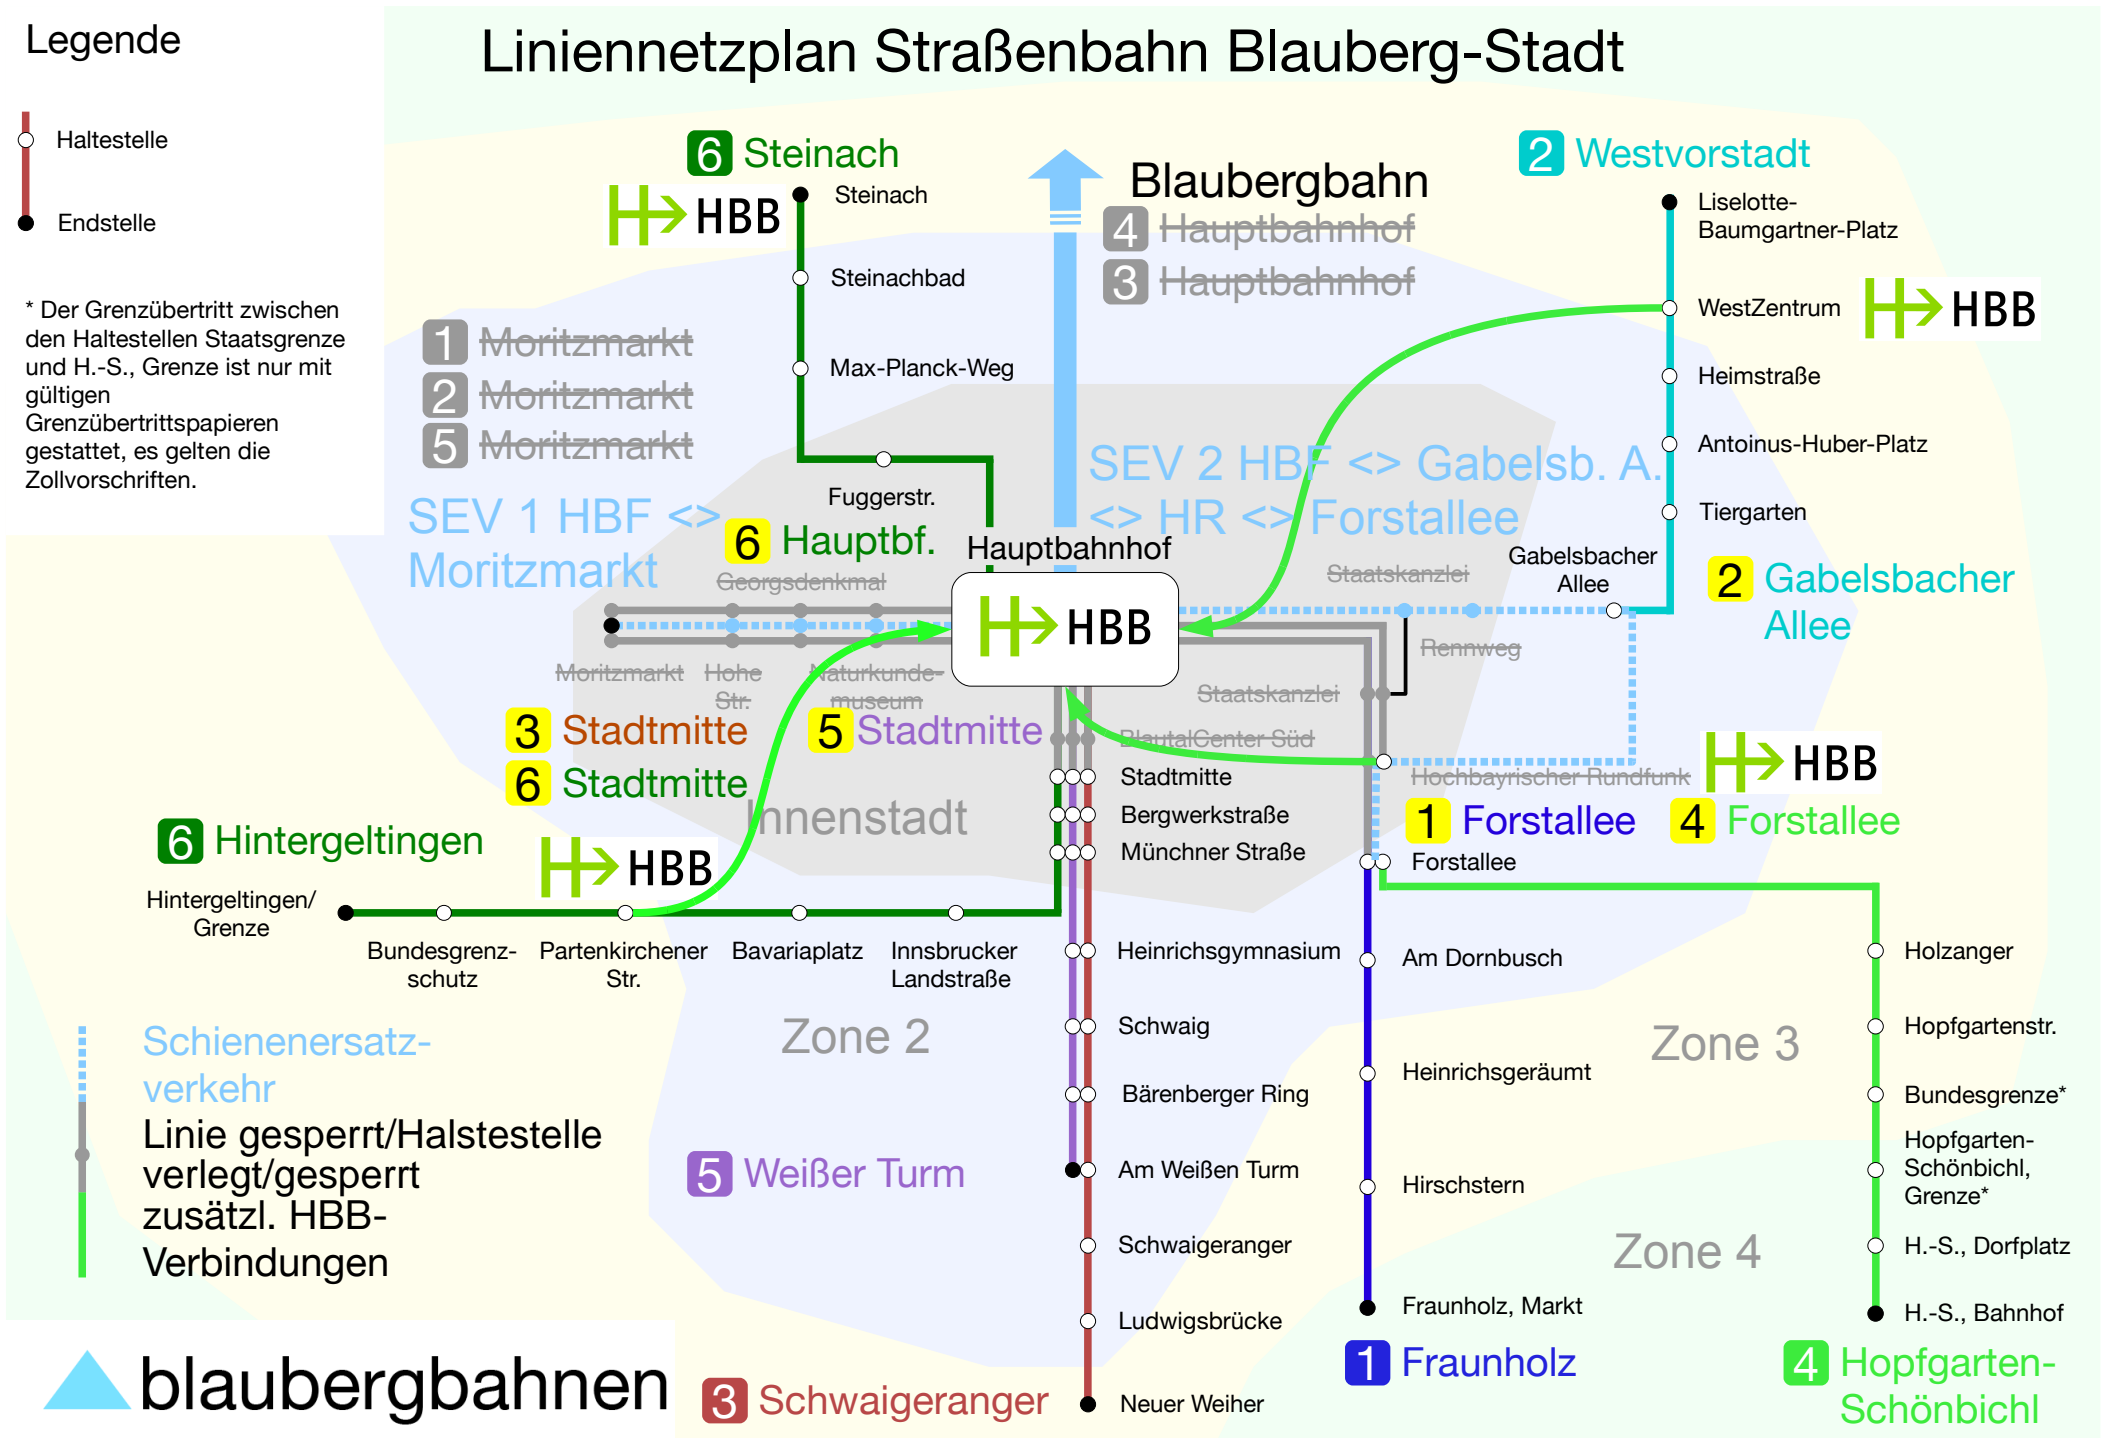 Legende
Liniennetzplan Straßenbahn Blauberg-Stadt
Haltestelle
Endstelle
* Der Grenzübertritt zwischen
den Haltestellen Staatsgrenze
und H.-S., Grenze ist nur mit
gültigen
Grenzübertrittspapieren
gestattet, es gelten die
Zollvorschriften.
6 Steinach
HBB
Steinach
Steinachbad
Max-Planck-Weg
Fuggerstr.
Blaubergbahn
4 Hauptbahnhof
3 Hauptbahnhof
2 Westvorstadt
Liselotte-
Baumgartner-Platz
WestZentrum
HBB
Heimstraße
Antoinus-Huber-Platz
Tiergarten
Gabelsbacher
Allee
2 Gabelsbacher
Allee
1 Moritzmarkt
2 Moritzmarkt
5 Moritzmarkt
SEV 1 HBF <>
Moritzmarkt
6 Hauptbf.
SEV 2 HBF <> Gabelsb. A.
<> HR <> Forstallee
Hauptbahnhof
HBB
Georgsdenkmal
Moritzmarkt
Hohe
Str.
Naturkunde-
museum
Staatskanzlei
Rennweg
Staatskanzlei
3 Stadtmitte
5 Stadtmitte
6 Stadtmitte
BlautalCenter Süd
Stadtmitte
Bergwerkstraße
Münchner Straße
Hochbayrischer Rundfunk
HBB
1 Forstallee
4 Forstallee
Forstallee
Innenstadt
6 Hintergeltingen
HBB
Hintergeltingen/
Grenze
Bundesgrenz-
schutz
Partenkirchener
Str.
Bavariaplatz
Innsbrucker
Landstraße
Heinrichsgymnasium
Schwaig
Bärenberger Ring
Am Weißen Turm
Schwaigeranger
Ludwigsbrücke
Neuer Weiher
Am Dornbusch
Heinrichsgeräumt
Hirschstern
Fraunholz, Markt
Holzanger
Hopfgartenstr.
Bundesgrenze*
Hopfgarten-
Schönbichl,
Grenze*
H.-S., Dorfplatz
H.-S., Bahnhof
Zone 2
Zone 3
Zone 4
Schienenersatz-
verkehr
Linie gesperrt/Halstestelle
verlegt/gesperrt
zusätzl. HBB-
Verbindungen
5 Weißer Turm
3 Schwaigeranger
1 Fraunholz
4 Hopfgarten-
Schönbichl
blaubergbahnen